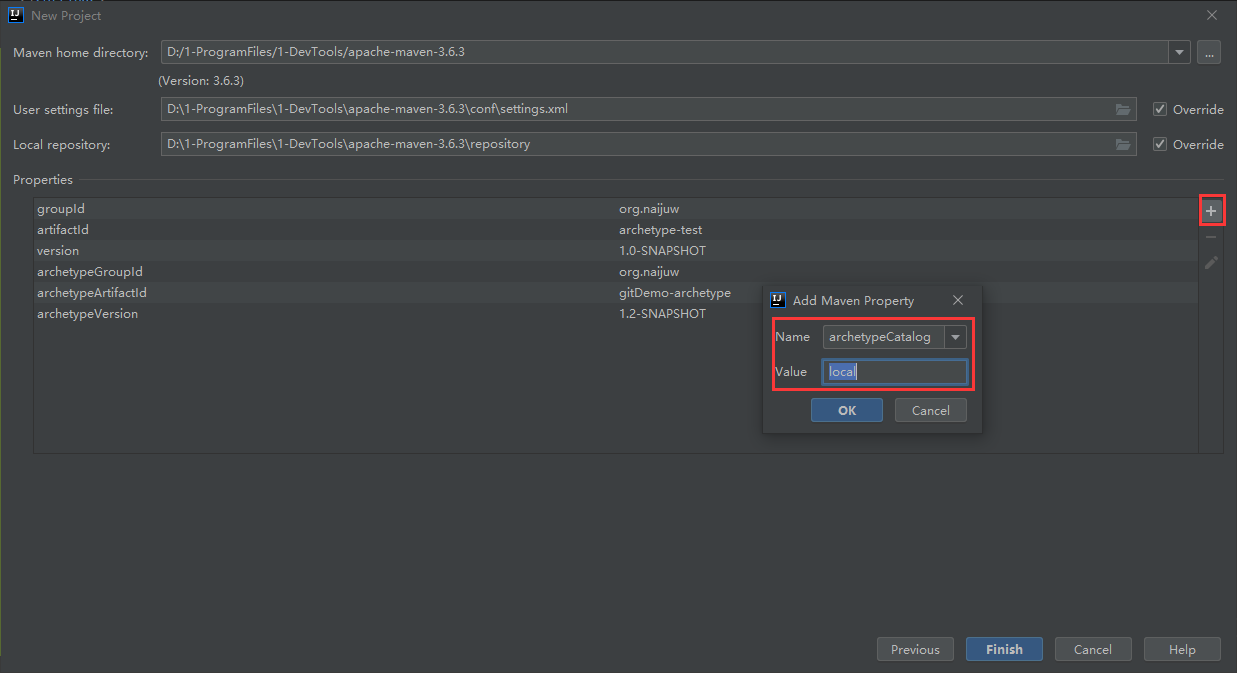 New Project
Maven home directory: D:/1-ProgramFiles/1-DevTools/apache-maven-3.6.3 ...
(Version: 3.6.3)
User settings file: D:\1-ProgramFiles\1-DevTools\apache-maven-3.6.3\conf\settings.xml Override
Local repository: D:\1-ProgramFiles\1-DevTools\apache-maven-3.6.3\repository Override
Properties
groupId org.naijuw
artifactId archetype-test
version 1.0-SNAPSHOT
archetypeGroupId org.naijuw
archetypeArtifactId gitDemo-archetype
archetypeVersion 1.2-SNAPSHOT
Add Maven Property
Name archetypeCatalog
Value local
OK Cancel
Previous Finish Cancel Help